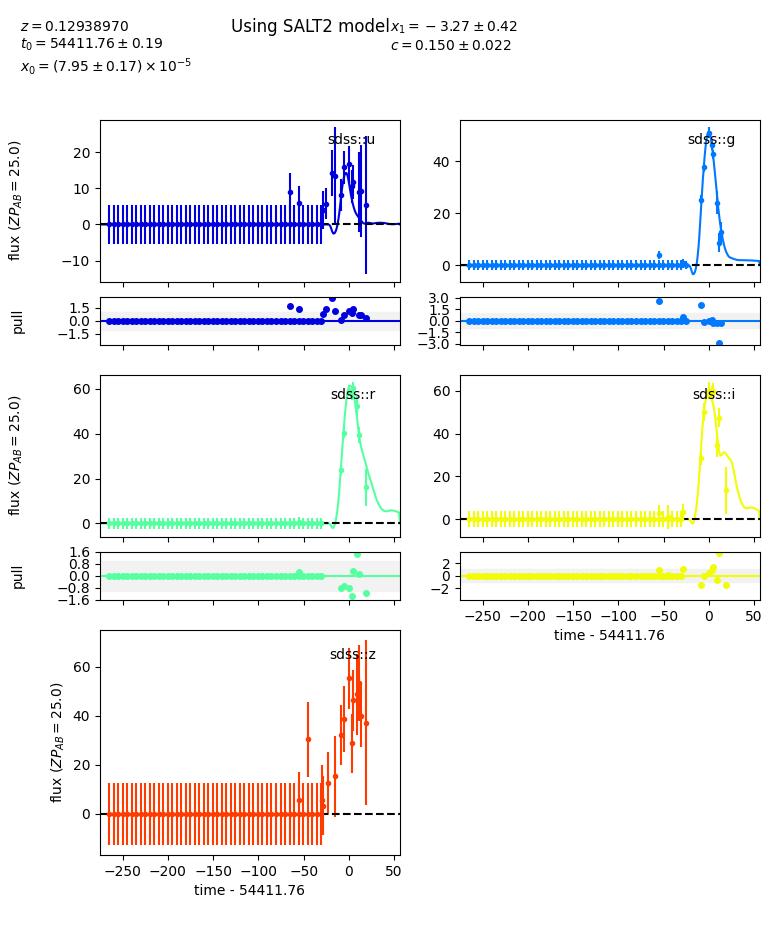 z = 0.12938970
t₀ = 54411.76 ± 0.19
x₀ = (7.95 ± 0.17) × 10⁻⁵
Using SALT2 model
x₁ = −3.27 ± 0.42
c = 0.150 ± 0.022
sdss::u
20
10
0
−10
flux (ZP_AB = 25.0)
sdss::g
40
20
0
1.5
0.0
−1.5
pull
3.0
1.5
0.0
−1.5
−3.0
sdss::r
60
40
20
0
flux (ZP_AB = 25.0)
sdss::i
60
40
20
0
1.6
0.8
0.0
−0.8
−1.6
pull
2
0
−2
−250 −200 −150 −100 −50 0 50
time - 54411.76
sdss::z
60
40
20
0
flux (ZP_AB = 25.0)
−250 −200 −150 −100 −50 0 50
time - 54411.76